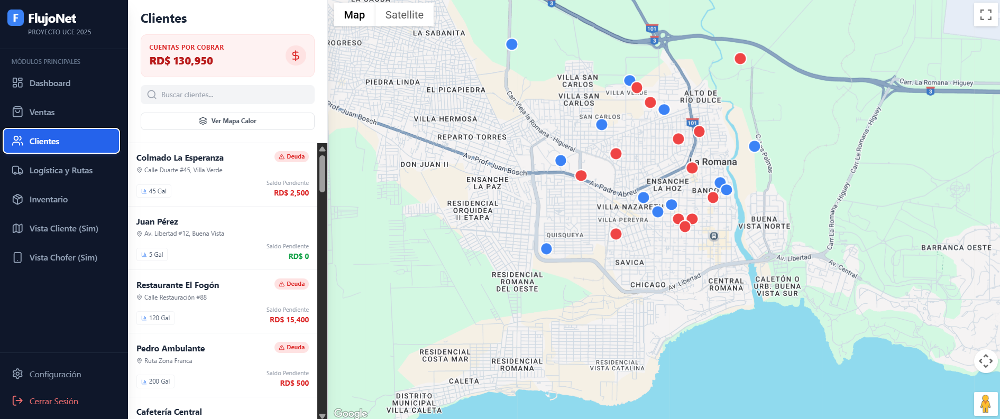 F FlujoNet
PROYECTO UCE 2025
MÓDULOS PRINCIPALES
Dashboard
Ventas
Clientes
Logística y Rutas
Inventario
Vista Cliente (Sim)
Vista Chofer (Sim)
Configuración
Cerrar Sesión
Clientes
CUENTAS POR COBRAR
RD$ 130,950
Buscar clientes...
Ver Mapa Calor
Colmado La Esperanza
Deuda
Calle Duarte #45, Villa Verde
45 Gal
Saldo Pendiente
RD$ 2,500
Juan Pérez
Av. Libertad #12, Buena Vista
5 Gal
Saldo Pendiente
RD$ 0
Restaurante El Fogón
Deuda
Calle Restauración #88
120 Gal
Saldo Pendiente
RD$ 15,400
Pedro Ambulante
Deuda
Ruta Zona Franca
200 Gal
Saldo Pendiente
RD$ 500
Cafetería Central
Map
Satellite
3
LA SABANITA
101
3
ROGRESO
PIEDRA LINDA
EL PICAPIEDRA
VILLA SAN
CARLOS
VILLA VERDE
VILLA SAN
CARLOS
ALTO DE
RÍO DULCE
Carr. La Romana - Higuey
3
Prof. Juan Bosch
Carr Vieja la Romana - Higueral
VILLA HERMOSA
SAN CARLOS
101
REPARTO TORRES
DON JUAN II
Av. Prof. Juan Bosch
La Romana
C. Los Palmas
Carr La Romana - Higuey
ENSANCHE
LA PAZ
Av Padre Abreu
ENSANCHE
LA HOZ
BANCO
RESIDENCIAL
ORQUIDEA
II ETAPA
VILLA NAZARETH
VILLA PEREYRA
BUENA
VISTA NORTE
Carr La Romana - Higuey
QUISQUEYA
BARRANCA OESTE
SAVICA
Av. Libertad
Av. Central
RESIDENCIAL
ROMANA
DEL OESTE
CHICAGO
Av. Libertad
CENTRAL
ROMANA
CALETÓN O
URB. BUENA
VISTA SUR
RESIDENCIAL
COSTA MAR
RESIDENCIAL
ROMANA
RESIDENCIAL
VISTA CATALINA
CALETA
DISTRITO
MUNICIPAL
VILLA CALETA
Google